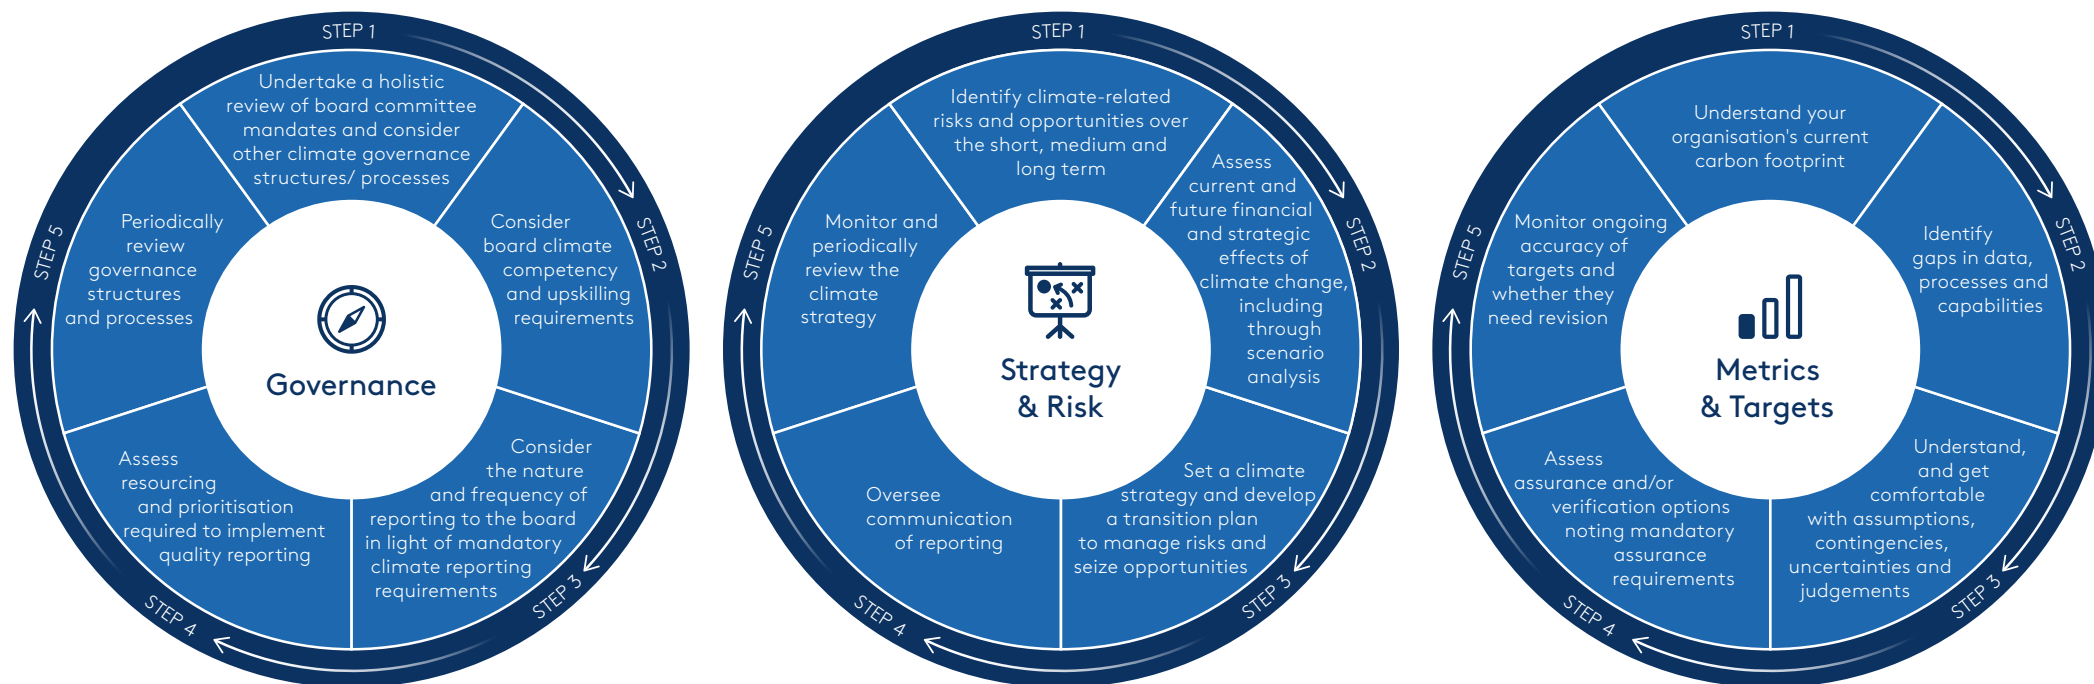 STEP 1
Undertake a holistic
review of board committee
mandates and consider
other climate governance
structures/ processes
STEP 2
Consider
board climate
competency
and upskilling
requirements
STEP 3
Consider
the nature
and frequency of
reporting to the board
in light of mandatory
climate reporting
requirements
STEP 4
Assess
resourcing
and prioritisation
required to implement
quality reporting
STEP 5
Periodically
review
governance
structures
and processes
Governance
STEP 1
Identify climate-related
risks and opportunities over
the short, medium and
long term
STEP 2
Assess
current and
future financial
and strategic
effects of
climate change,
including
through
scenario
analysis
STEP 3
Set a climate
strategy and develop
a transition plan
to manage risks and
seize opportunities
STEP 4
Oversee
communication
of reporting
STEP 5
Monitor and
periodically
review the
climate
strategy
Strategy
& Risk
STEP 1
Understand your
organisation's current
carbon footprint
STEP 2
Identify
gaps in data,
processes and
capabilities
STEP 3
Understand,
and get
comfortable
with assumptions,
contingencies,
uncertainties and
judgements
STEP 4
Assess
assurance and/or
verification options
noting mandatory
assurance
requirements
STEP 5
Monitor ongoing
accuracy of
targets and
whether they
need revision
Metrics
& Targets